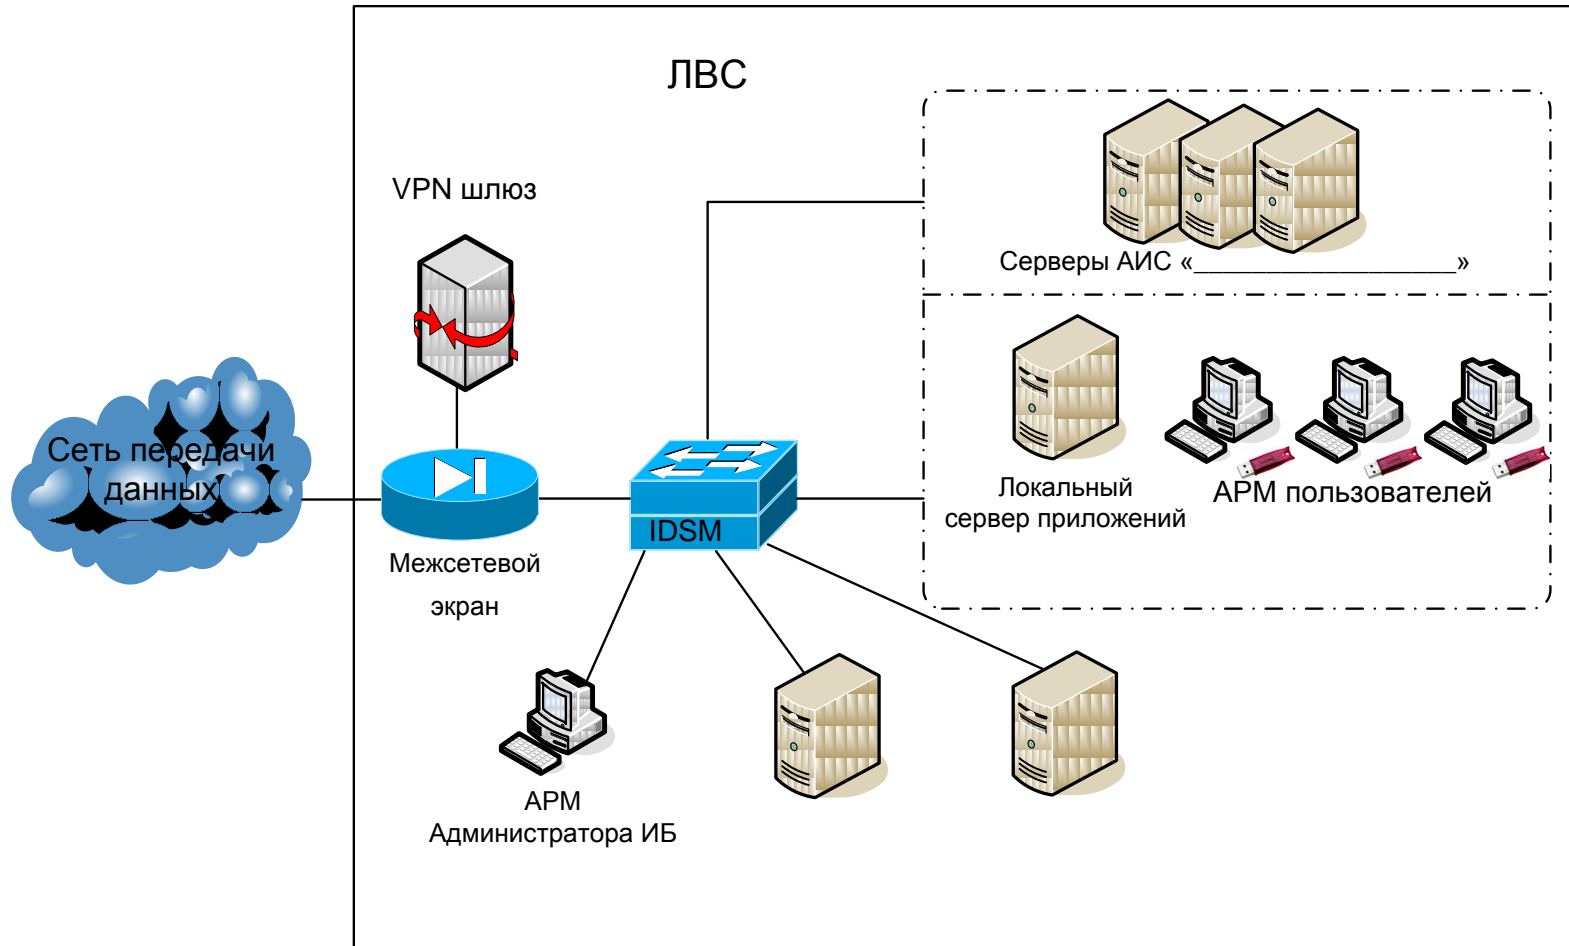 ЛВС
VPN шлюз
Серверы АИС «___________________»
Сеть передачи
данных
IDSM
Межсетевой
экран
Локальный
сервер приложений
АРМ пользователей
АРМ
Администратора ИБ